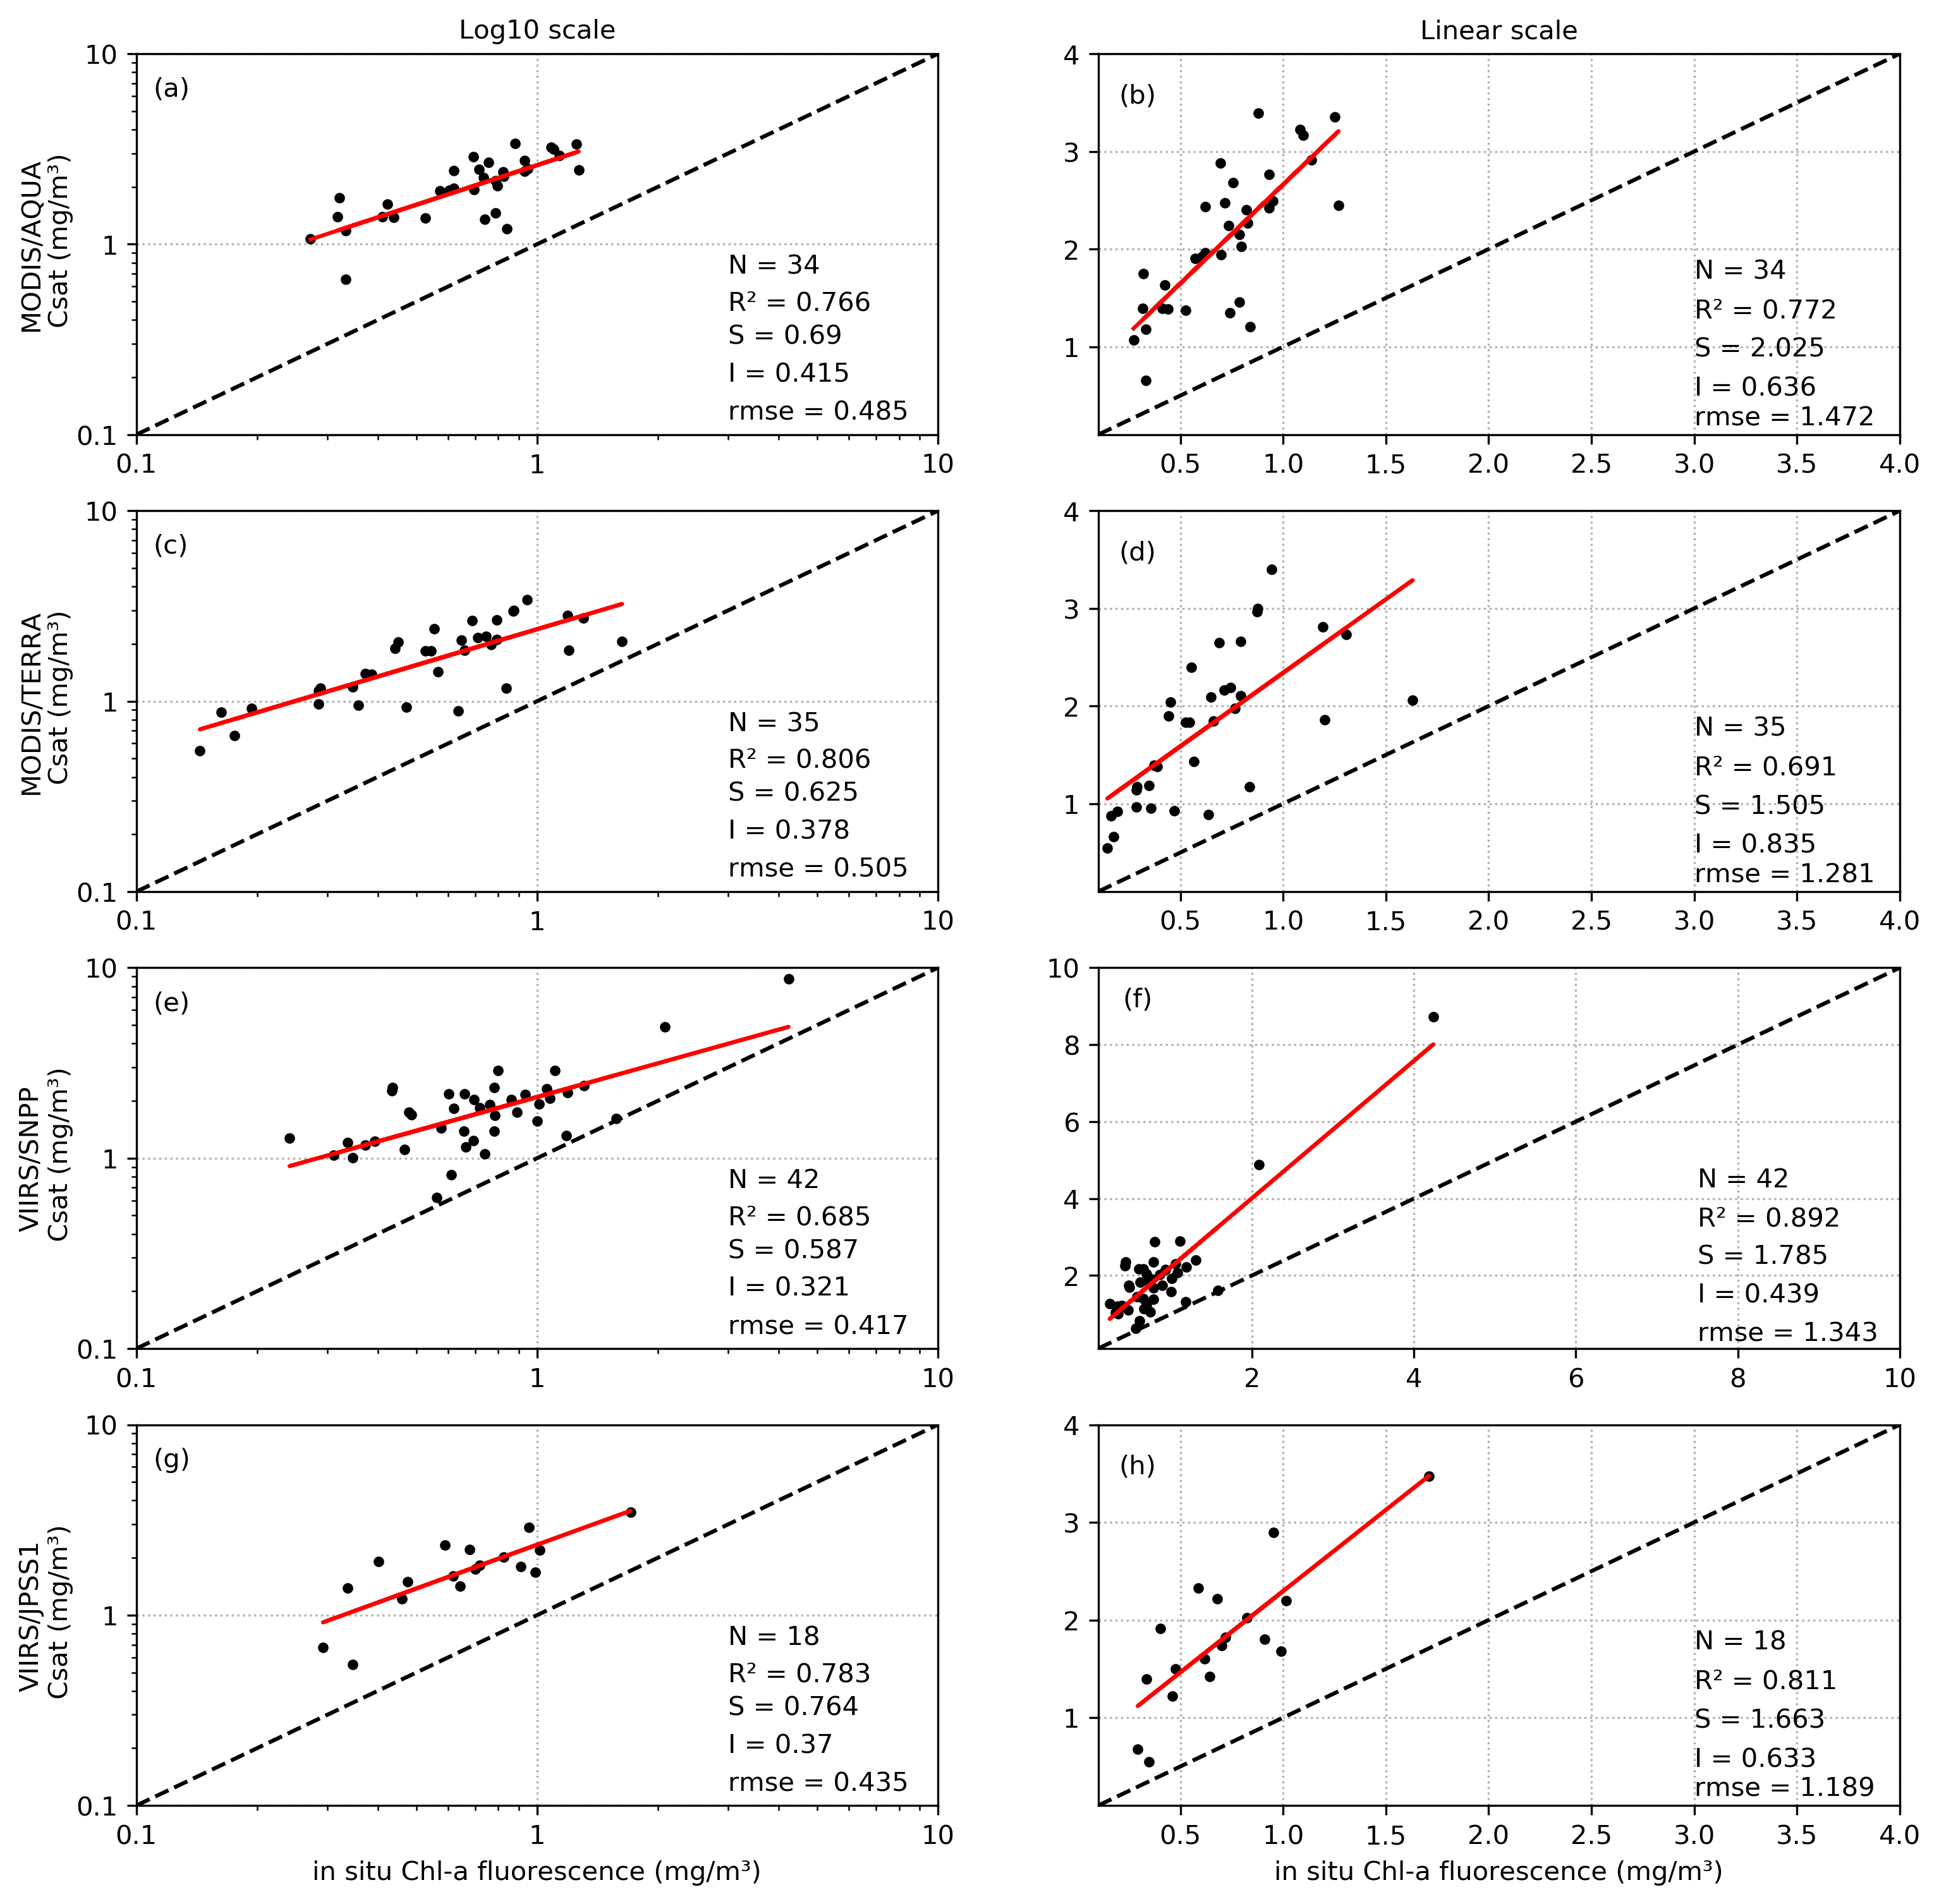 Log10 scale
Linear scale
MODIS/AQUA
Csat (mg/m³)
10
1
0.1
(a)
N = 34
R² = 0.766
S = 0.69
I = 0.415
rmse = 0.485
0.1
1
10
4
3
2
1
(b)
N = 34
R² = 0.772
S = 2.025
I = 0.636
rmse = 1.472
0.5
1.0
1.5
2.0
2.5
3.0
3.5
4.0
MODIS/TERRA
Csat (mg/m³)
10
1
0.1
(c)
N = 35
R² = 0.806
S = 0.625
I = 0.378
rmse = 0.505
0.1
1
10
4
3
2
1
(d)
N = 35
R² = 0.691
S = 1.505
I = 0.835
rmse = 1.281
0.5
1.0
1.5
2.0
2.5
3.0
3.5
4.0
VIIRS/SNPP
Csat (mg/m³)
10
1
0.1
(e)
N = 42
R² = 0.685
S = 0.587
I = 0.321
rmse = 0.417
0.1
1
10
10
8
6
4
2
(f)
N = 42
R² = 0.892
S = 1.785
I = 0.439
rmse = 1.343
2
4
6
8
10
VIIRS/JPSS1
Csat (mg/m³)
10
1
0.1
(g)
N = 18
R² = 0.783
S = 0.764
I = 0.37
rmse = 0.435
0.1
1
10
in situ Chl-a fluorescence (mg/m³)
4
3
2
1
(h)
N = 18
R² = 0.811
S = 1.663
I = 0.633
rmse = 1.189
0.5
1.0
1.5
2.0
2.5
3.0
3.5
4.0
in situ Chl-a fluorescence (mg/m³)